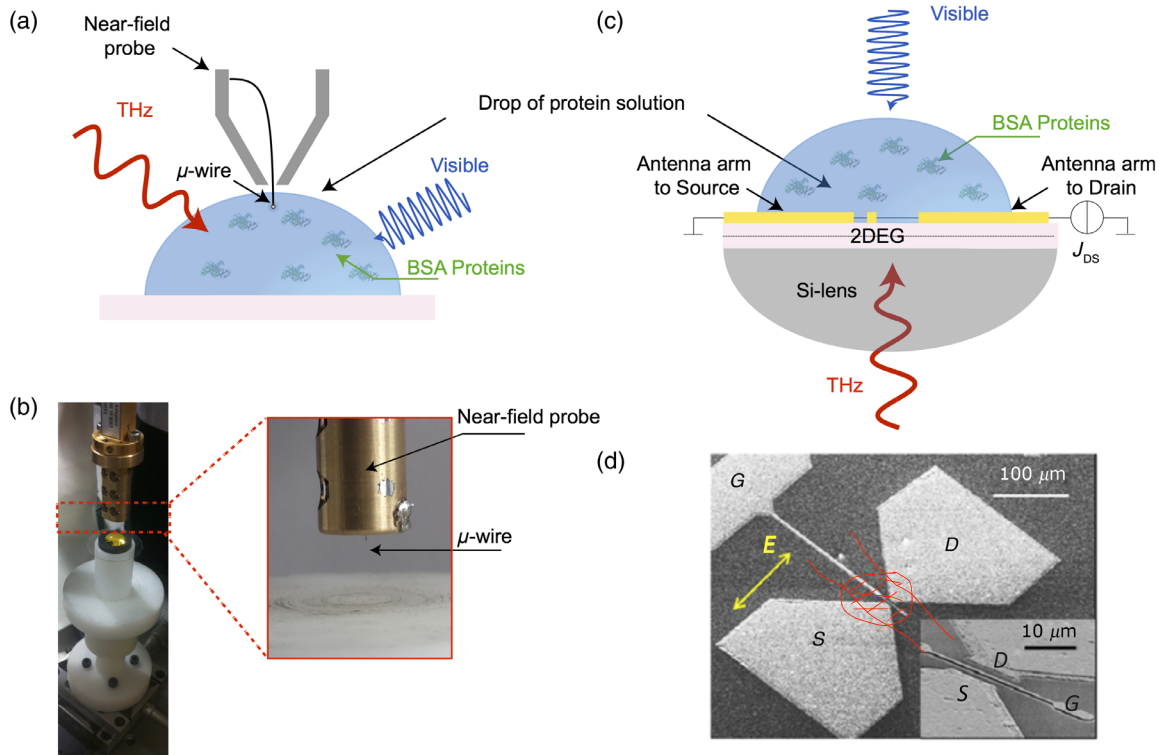 (a)
Near-field
probe
THz
μ-wire
Drop of protein solution
Visible
BSA Proteins
(c)
Visible
BSA Proteins
Antenna arm
to Source
Antenna arm
to Drain
2DEG
J_DS
Si-lens
THz
(b)
Near-field probe
μ-wire
(d)
G
100 μm
D
E
S
10 μm
D
S
G